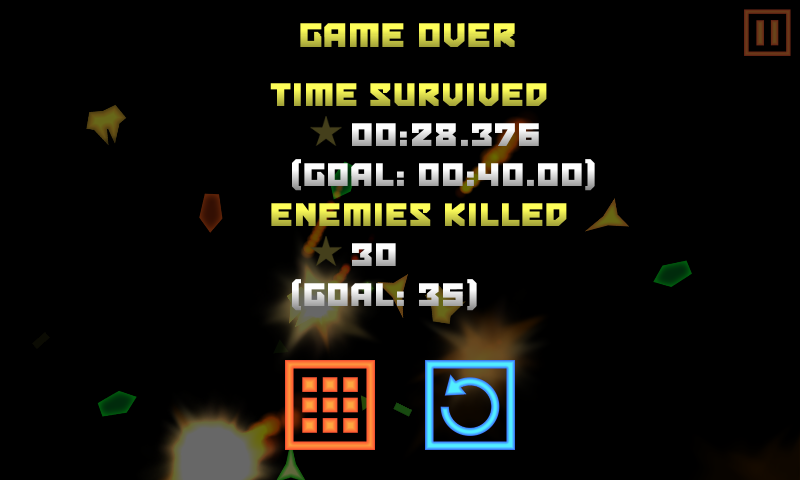 GAME OVER
TIME SURVIVED
00:28.376
(GOAL: 00:40.00)
ENEMIES KILLED
30
(GOAL: 35)